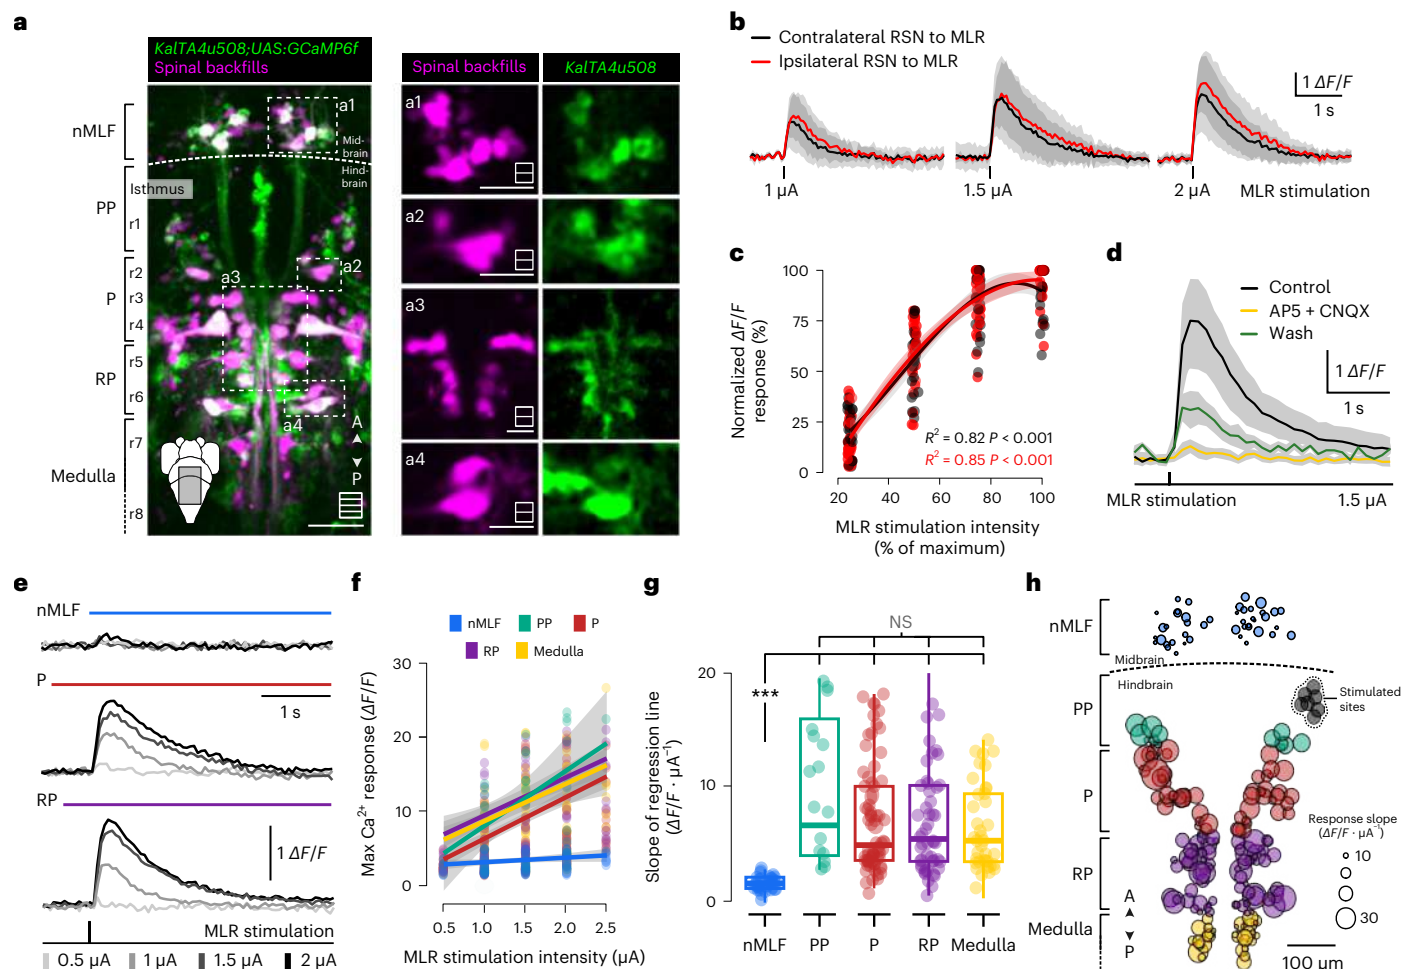 a
KalTA4u508;UAS:GCaMP6f
Spinal backfills
Spinal backfills
KalTA4u508
nMLF
PP
P
RP
Medulla
Isthmus
r1
r2
r3
r4
r5
r6
r7
r8
a1
Mid-
brain
Hind-
brain
a2
a3
a4
A
P
a1
a2
a3
a4
b
Contralateral RSN to MLR
Ipsilateral RSN to MLR
1 ΔF/F
1 s
1 µA
1.5 µA
2 µA
MLR stimulation
c
Normalized ΔF/F
response (%)
100
75
50
25
0
R² = 0.82 P < 0.001
R² = 0.85 P < 0.001
20 40 60 80 100
MLR stimulation intensity
(% of maximum)
d
Control
AP5 + CNQX
Wash
1 ΔF/F
1 s
MLR stimulation
1.5 µA
e
nMLF
P
1 s
RP
1 ΔF/F
MLR stimulation
0.5 µA 1 µA 1.5 µA 2 µA
f
nMLF PP P
RP Medulla
Max Ca²⁺ response (ΔF/F)
30
20
10
0
0.5 1.0 1.5 2.0 2.5
MLR stimulation intensity (µA)
g
NS
***
Slope of regression line
(ΔF/F · µA⁻¹)
20
10
0
nMLF PP P RP Medulla
h
nMLF
Midbrain
Hindbrain
PP
Stimulated
sites
P
Response slope
(ΔF/F · µA⁻¹)
10
30
RP
A
P
Medulla
100 µm